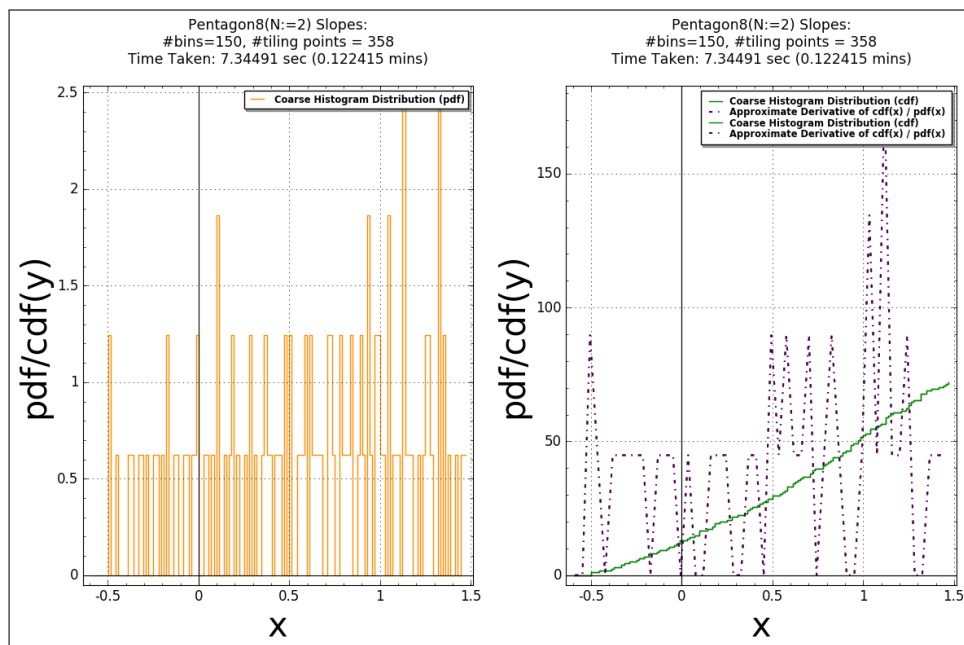 Pentagon8(N:=2) Slopes:
#bins=150, #tiling points = 358
Time Taken: 7.34491 sec (0.122415 mins)
Coarse Histogram Distribution (pdf)
2.5
2
1.5
1
0.5
0
pdf/cdf(y)
-0.5 0 0.5 1 1.5
x
Pentagon8(N:=2) Slopes:
#bins=150, #tiling points = 358
Time Taken: 7.34491 sec (0.122415 mins)
Coarse Histogram Distribution (cdf)
Approximate Derivative of cdf(x) / pdf(x)
Coarse Histogram Distribution (cdf)
Approximate Derivative of cdf(x) / pdf(x)
150
100
50
0
pdf/cdf(y)
-0.5 0 0.5 1 1.5
x